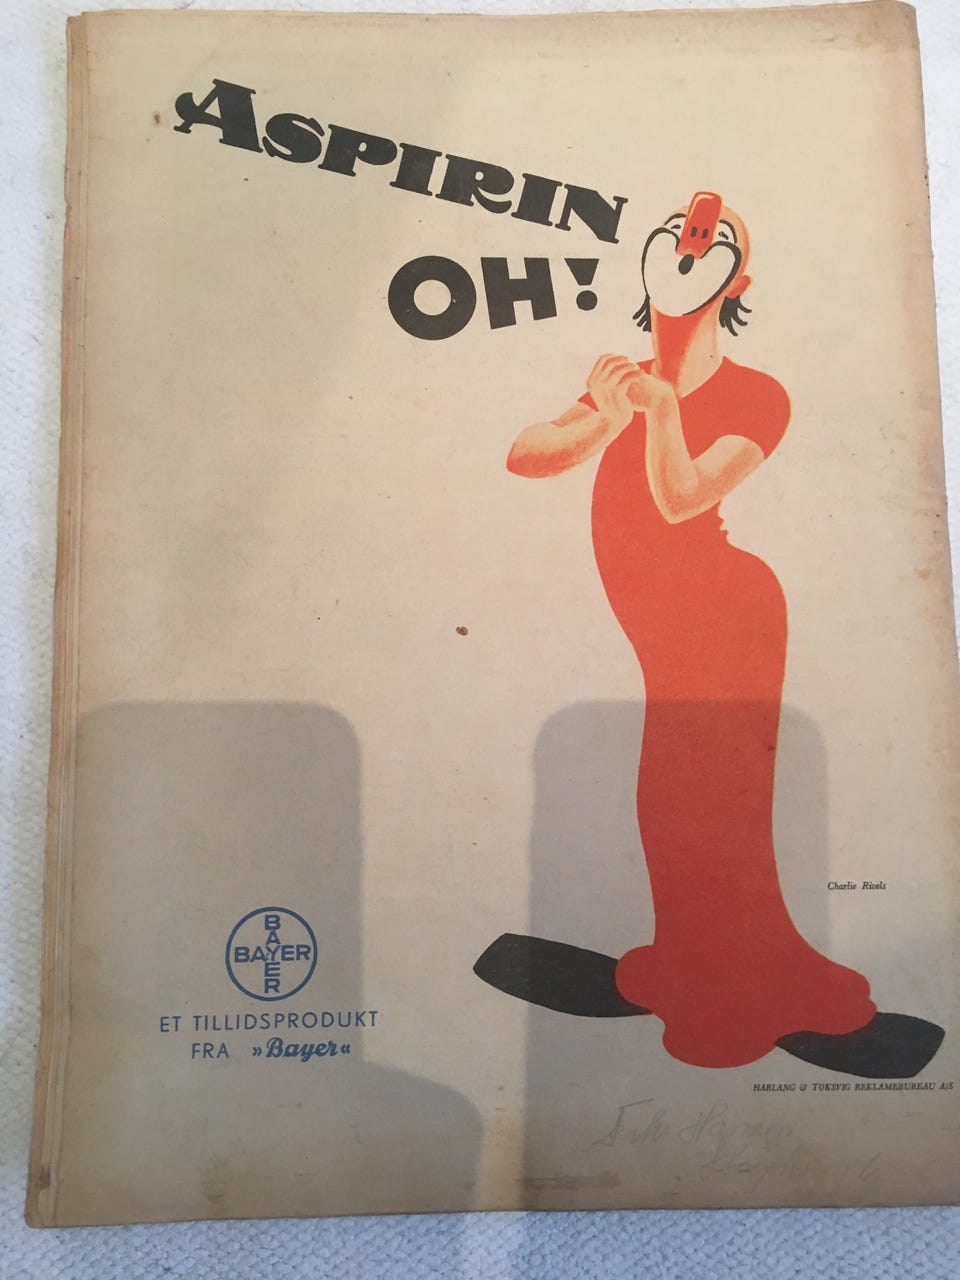 ASPIRIN
OH!
Charlie Rivels
BAYER
BAYER
ET TILLIDSPRODUKT
FRA »Bayer«
HARLANG & TOKSVIG REKLAMEBUREAU A/S